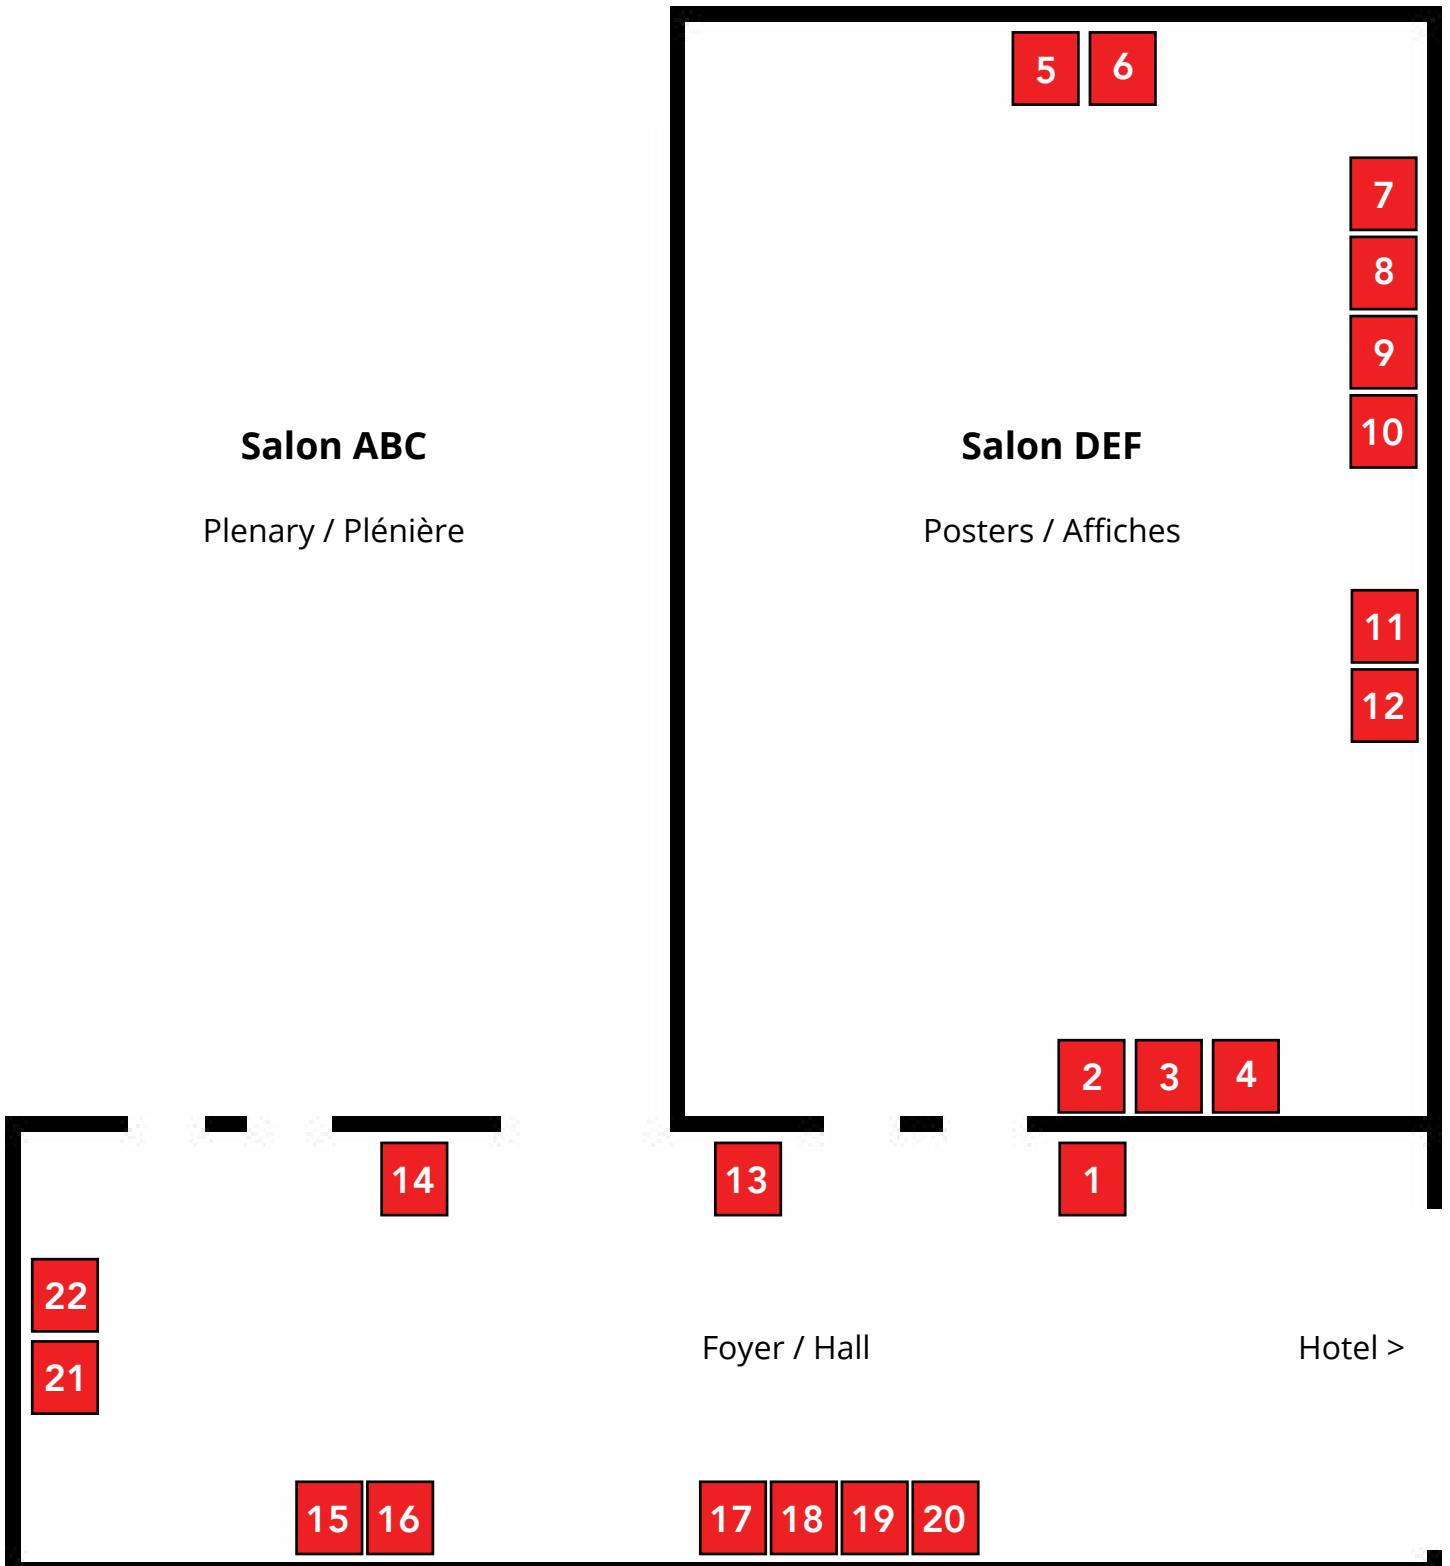 5 6
7
8
9
10
Salon ABC
Plenary / Plénière
Salon DEF
Posters / Affiches
11
12
2 3 4
14 13 1
22
21
Foyer / Hall
Hotel >
15 16 17 18 19 20